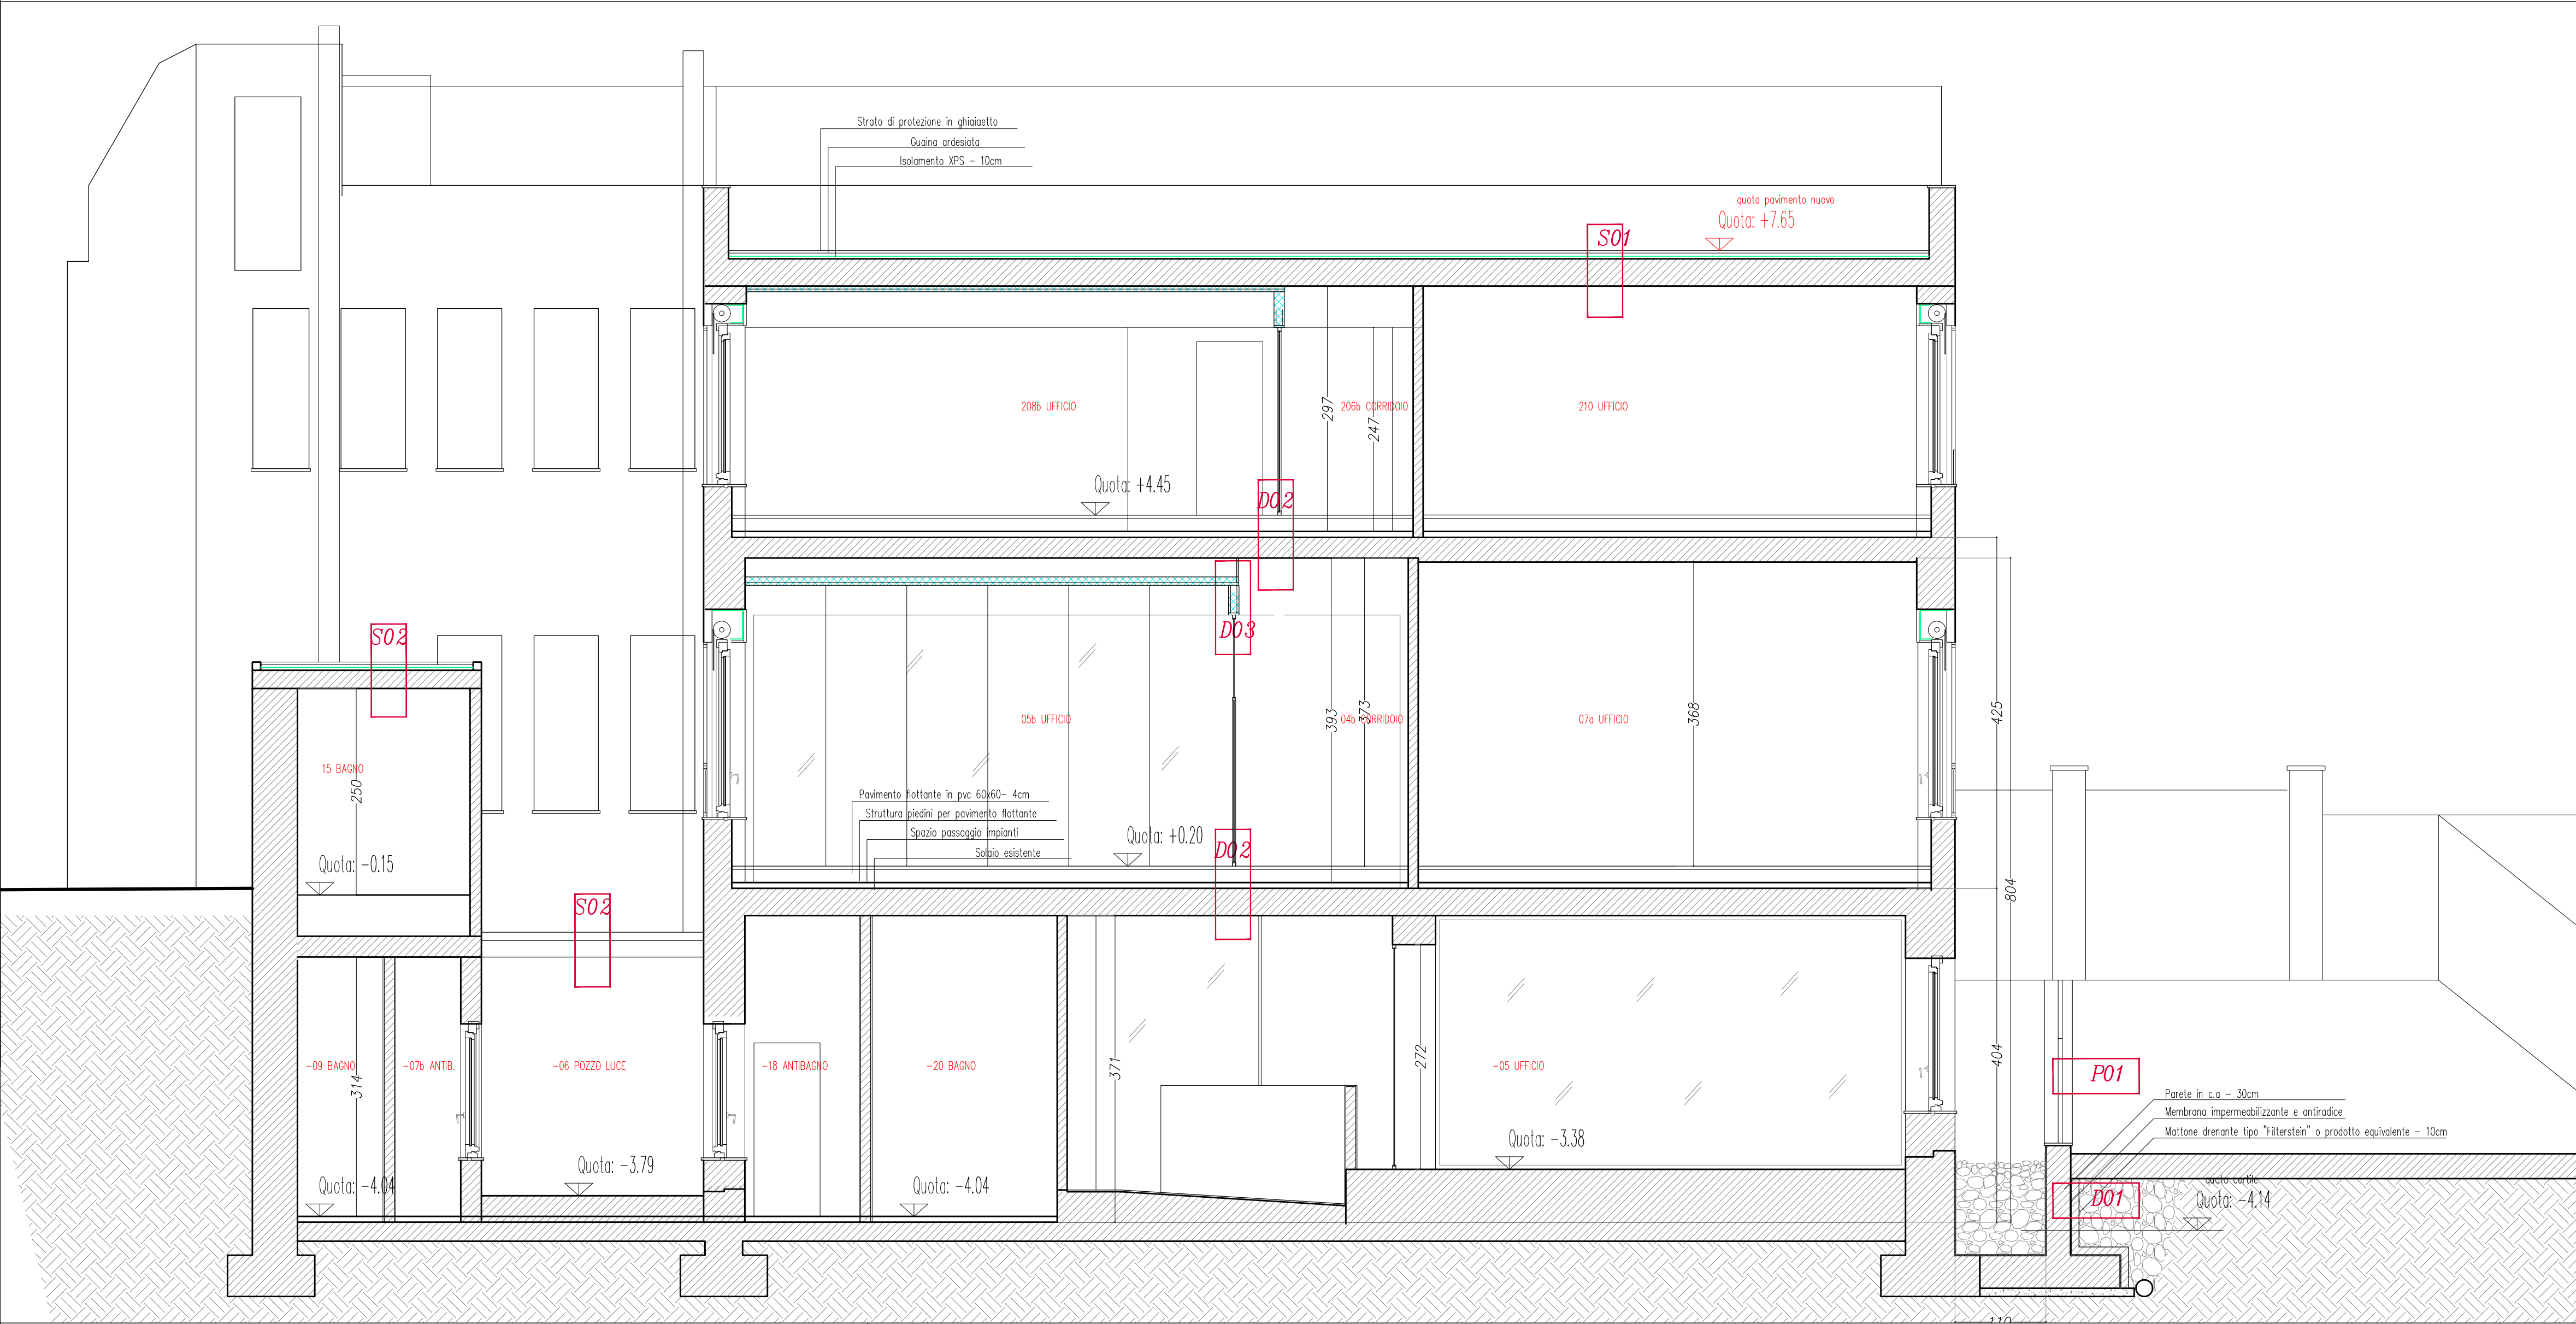 Strato di protezione in ghiaiaetto
Guaina ardesiata
Isolamento XPS - 10cm
quota pavimento nuovo
Quota: +7.65
S01
208b UFFICIO
297
206b CORRIDOIO
247
210 UFFICIO
Quota: +4.45
D02
D03
S02
15 BAGNO
250
Quota: -0.15
05b UFFICIO
393
373
04b CORRIDOIO
07a UFFICIO
368
425
804
Pavimento flottante in pvc 60x60- 4cm
Struttura piedini per pavimento flottante
Spazio passaggio impianti
Solaio esistente
Quota: +0.20
D02
S02
-09 BAGNO
314
-07b ANTIB.
-06 POZZO LUCE
-18 ANTIBAGNO
-20 BAGNO
371
272
-05 UFFICIO
404
P01
Parete in c.a - 30cm
Membrana impermeabilizzante e antiradice
Mattone drenante tipo "Filterstein" o prodotto equivalente - 10cm
Quota: -3.38
Quota: -3.79
Quota: -4.04
Quota: -4.04
quota cortile
D01
Quota: -4.14
110